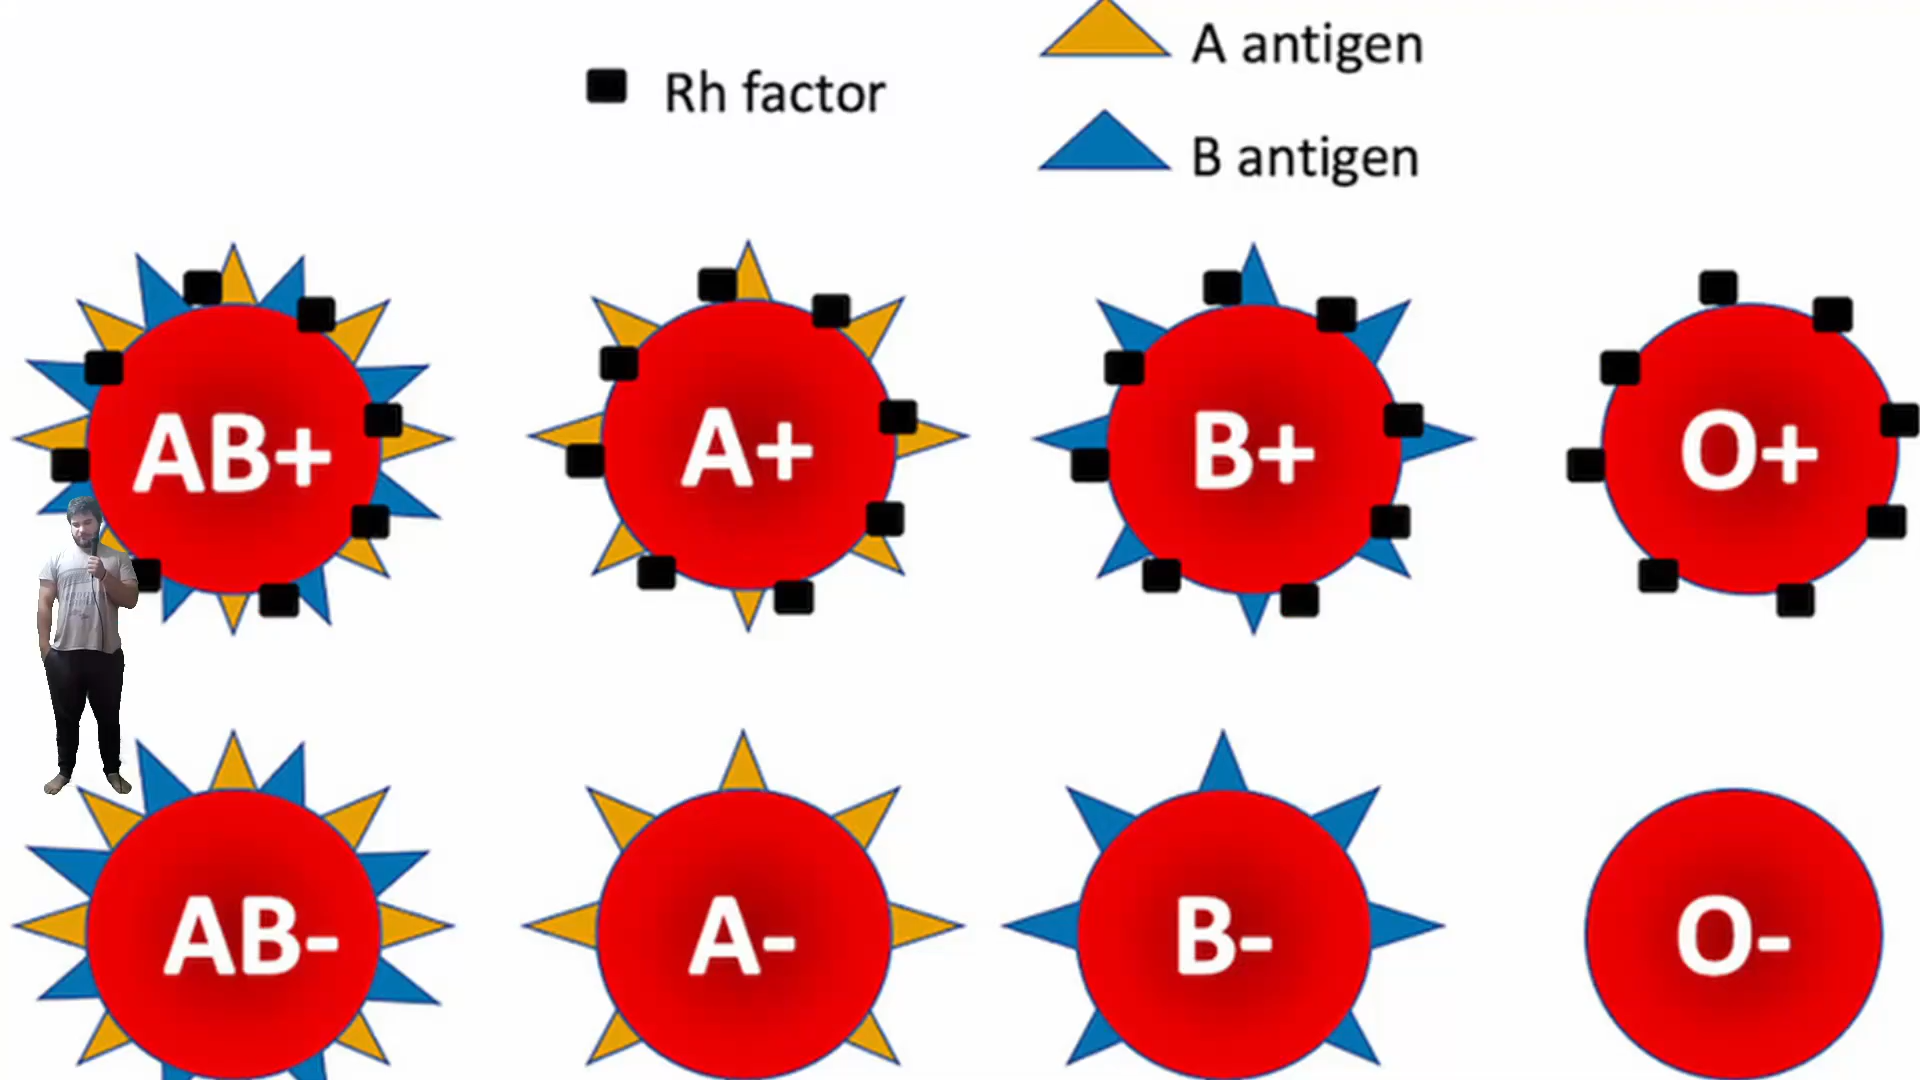 A antigen
Rh factor
B antigen
AB+
A+
B+
O+
AB-
A-
B-
O-